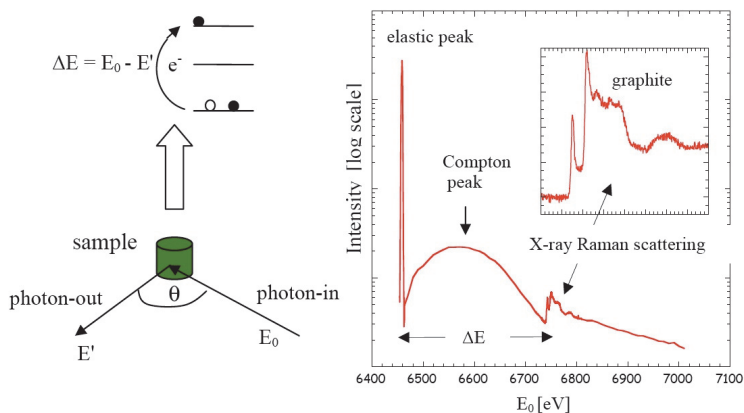 ΔE = E₀ - E'
e⁻
sample
photon-out
θ
photon-in
E'
E₀
elastic peak
graphite
Compton
peak
X-ray Raman scattering
ΔE
Intensity [log scale]
6400 6500 6600 6700 6800 6900 7000 7100
E₀ [eV]